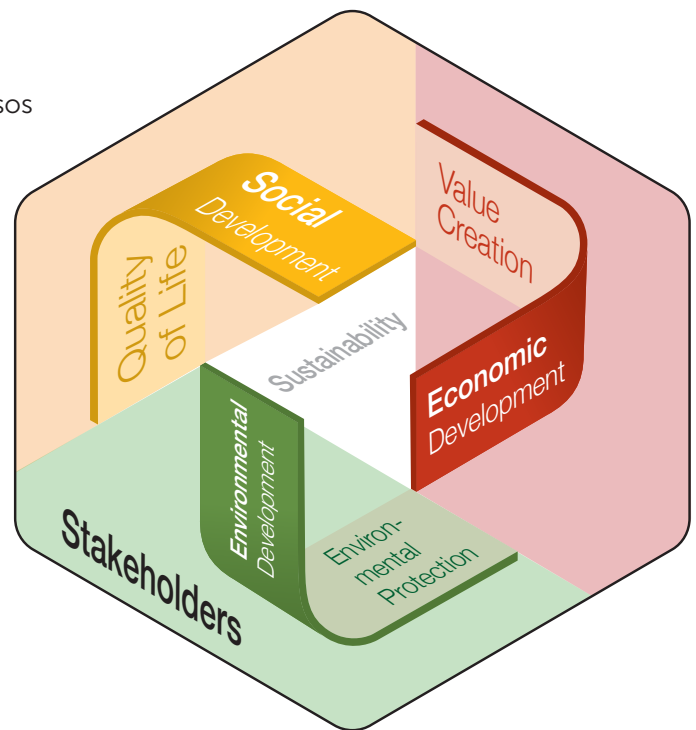 sos
Social
Development
Value
Creation
Quality
of Life
Sustainability
Economic
Development
Environmental
Development
Environ-
mental
Protection
Stakeholders